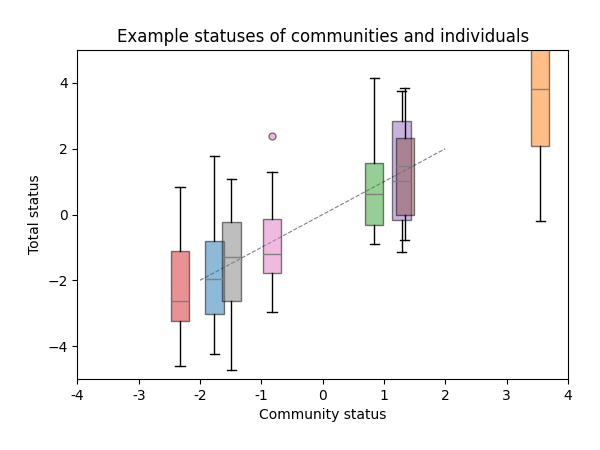 Example statuses of communities and individuals
Total status
4
2
0
−2
−4
-4 -3 -2 -1 0 1 2 3 4
Community status